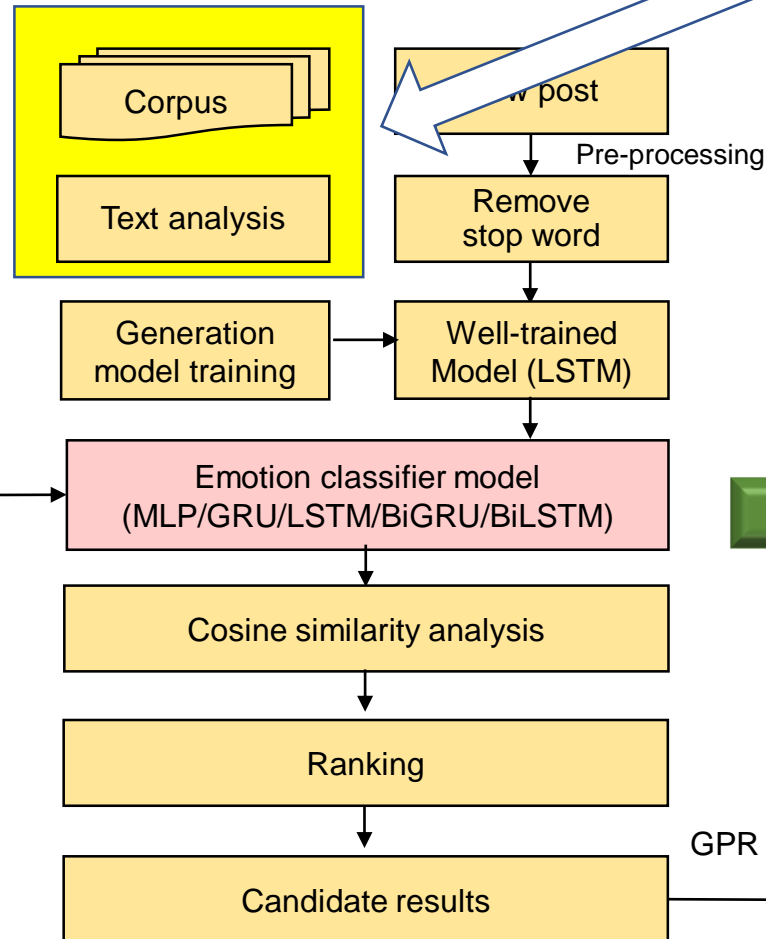 Corpus
post
Pre-processing
Text analysis
Remove
stop word
Generation
model training
Well-trained
Model (LSTM)
Emotion classifier model
(MLP/GRU/LSTM/BiGRU/BiLSTM)
Cosine similarity analysis
Ranking
GPR
Candidate results